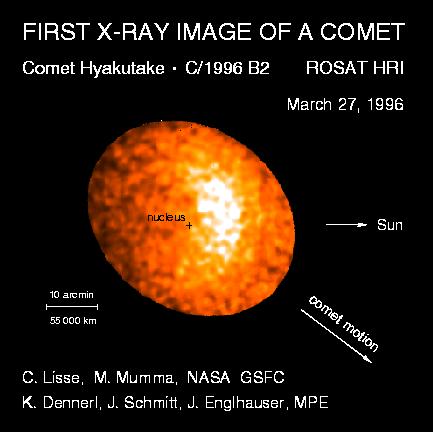 FIRST X-RAY IMAGE OF A COMET
Comet Hyakutake · C/1996 B2 ROSAT HRI
March 27, 1996
nucleus
Sun
10 arcmin
55 000 km
comet motion
C. Lisse, M. Mumma, NASA GSFC
K. Dennerl, J. Schmitt, J. Englhauser, MPE